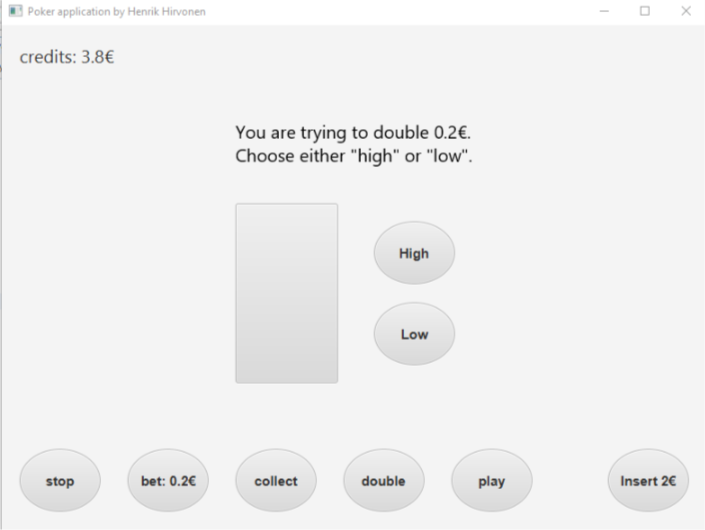 Poker application by Henrik Hirvonen
credits: 3.8€
You are trying to double 0.2€.
Choose either "high" or "low".
High
Low
stop
bet: 0.2€
collect
double
play
Insert 2€